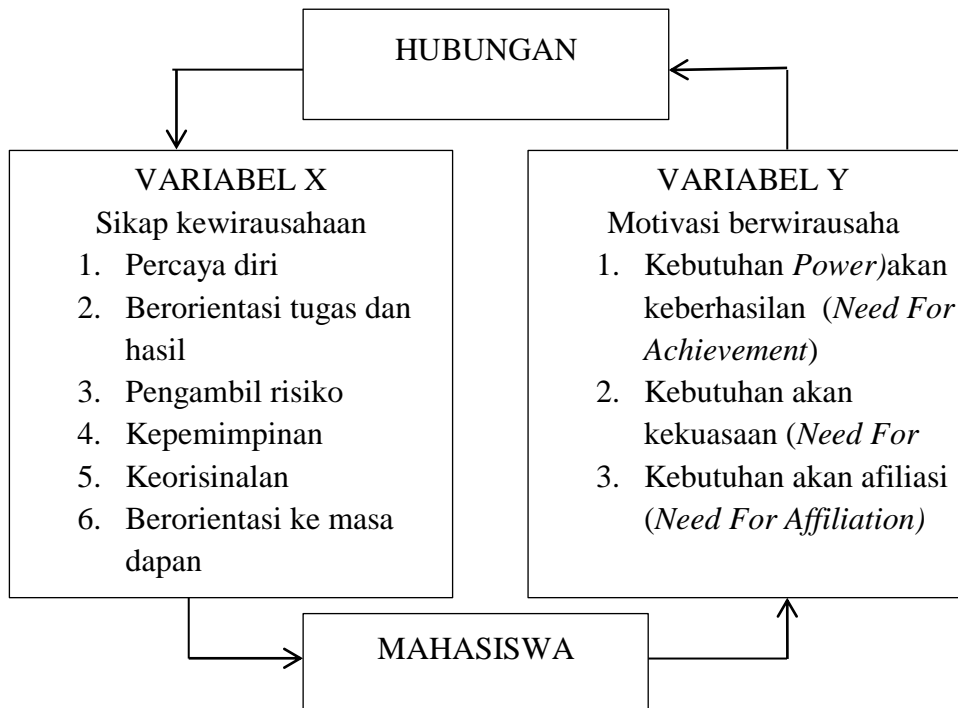 HUBUNGAN
VARIABEL X
Sikap kewirausahaan
1. Percaya diri
2. Berorientasi tugas dan
hasil
3. Pengambil risiko
4. Kepemimpinan
5. Keorisinalan
6. Berorientasi ke masa
dapan
VARIABEL Y
Motivasi berwirausaha
1. Kebutuhan Power)akan
keberhasilan (Need For
Achievement)
2. Kebutuhan akan
kekuasaan (Need For
3. Kebutuhan akan afiliasi
(Need For Affiliation)
MAHASISWA